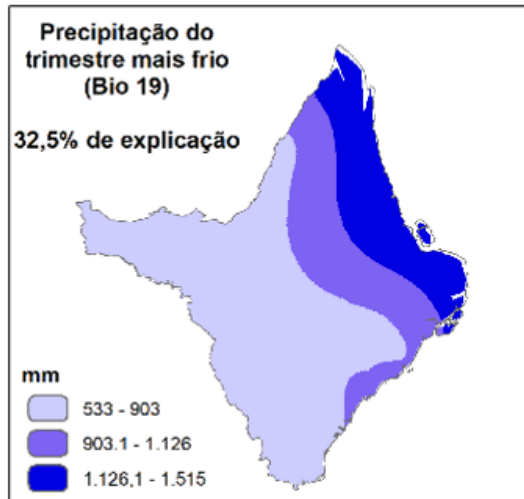 Precipitação do
trimestre mais frio
(Bio 19)
32,5% de explicação
mm
533 - 903
903.1 - 1.126
1.126,1 - 1.515